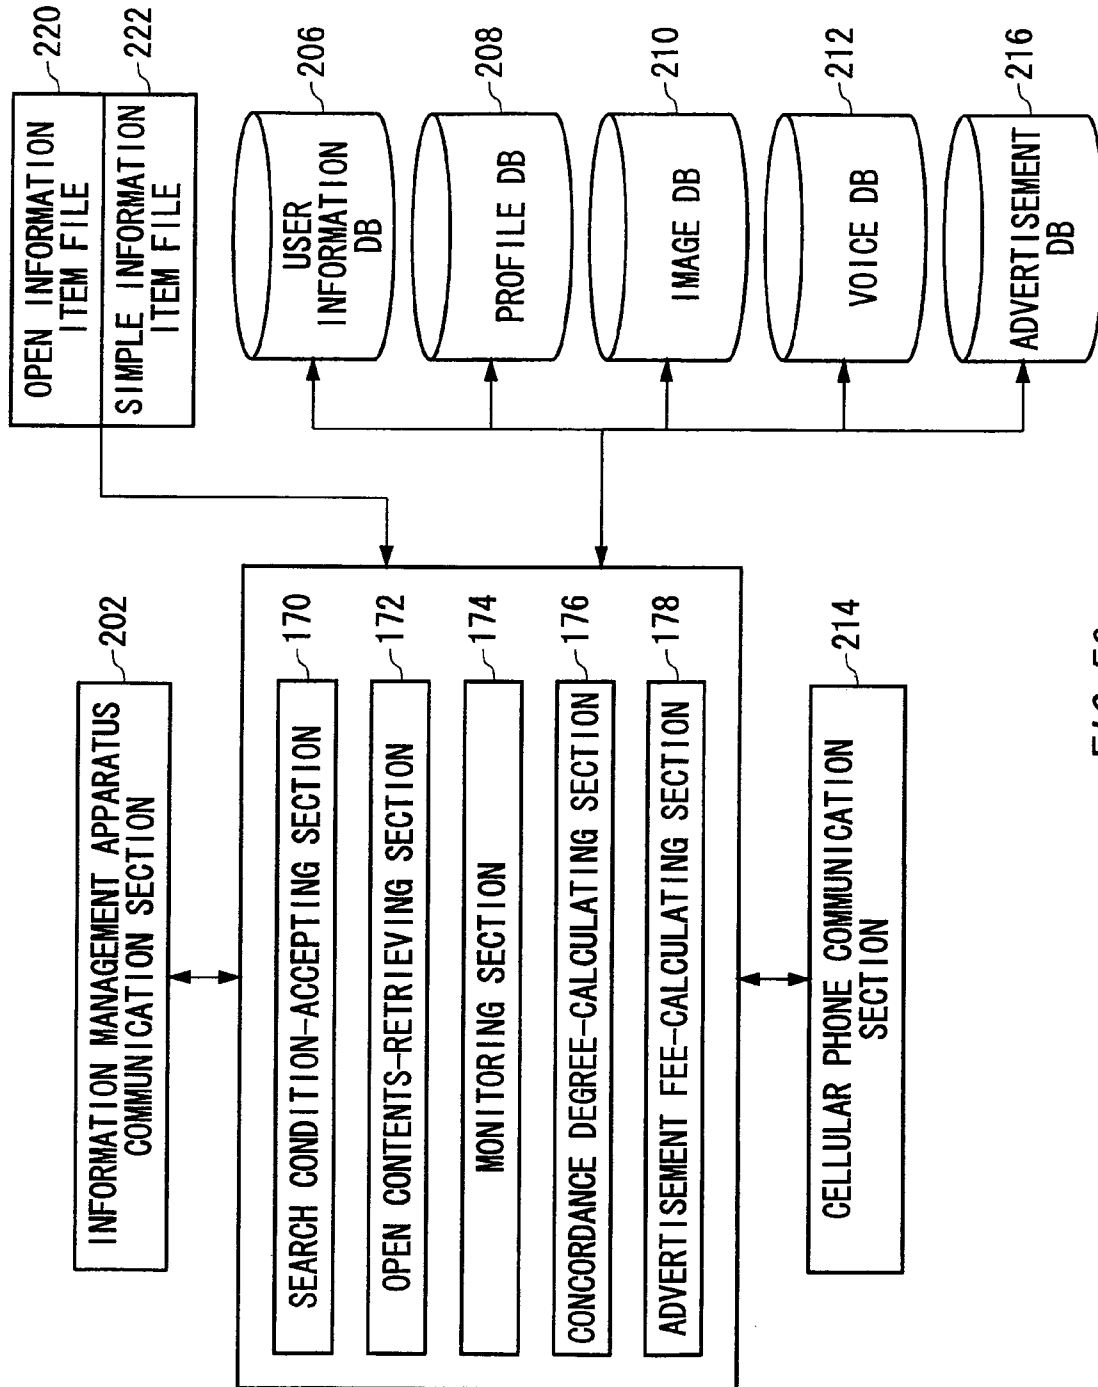 INFORMATION MANAGEMENT APPARATUS
COMMUNICATION SECTION
202
SEARCH CONDITION-ACCEPTING SECTION
170
OPEN CONTENTS-RETRIEVING SECTION
172
MONITORING SECTION
174
CONCORDANCE DEGREE-CALCULATING SECTION
176
ADVERTISEMENT FEE-CALCULATING SECTION
178
CELLULAR PHONE COMMUNICATION
SECTION
214
OPEN INFORMATION
ITEM FILE
220
SIMPLE INFORMATION
ITEM FILE
222
USER
INFORMATION
DB
206
PROFILE DB
208
IMAGE DB
210
VOICE DB
212
ADVERTISEMENT
DB
216